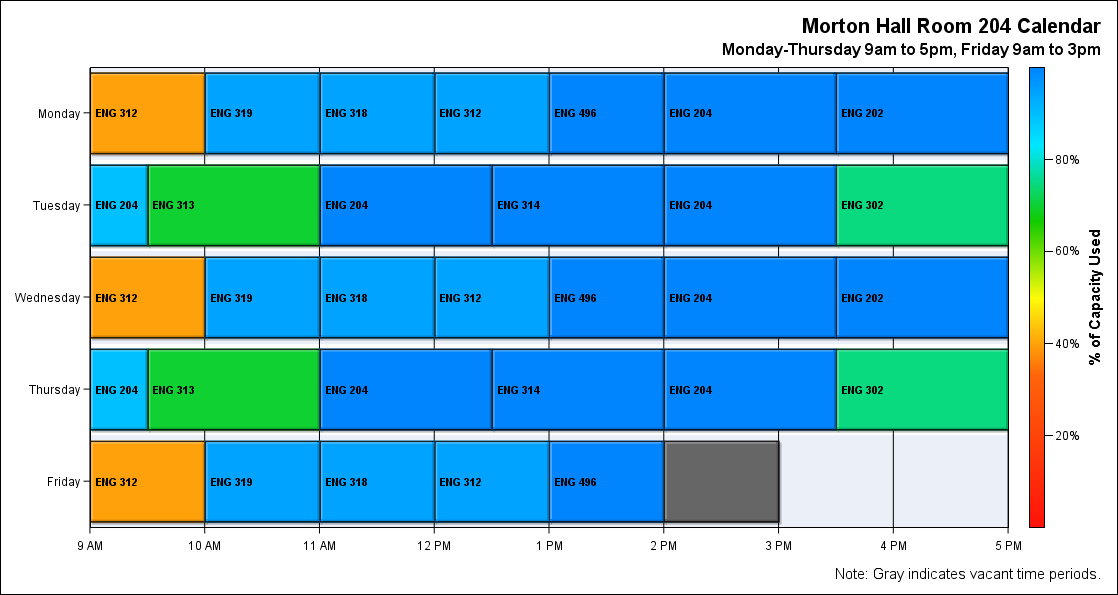 Morton Hall Room 204 Calendar
Monday-Thursday 9am to 5pm, Friday 9am to 3pm
Monday
ENG 312 ENG 319 ENG 318 ENG 312 ENG 496 ENG 204 ENG 202
Tuesday
ENG 204 ENG 313 ENG 204 ENG 314 ENG 204 ENG 302
Wednesday
ENG 312 ENG 319 ENG 318 ENG 312 ENG 496 ENG 204 ENG 202
Thursday
ENG 204 ENG 313 ENG 204 ENG 314 ENG 204 ENG 302
Friday
ENG 312 ENG 319 ENG 318 ENG 312 ENG 496
9 AM 10 AM 11 AM 12 PM 1 PM 2 PM 3 PM 4 PM 5 PM
80%
60%
40%
20%
% of Capacity Used
Note: Gray indicates vacant time periods.